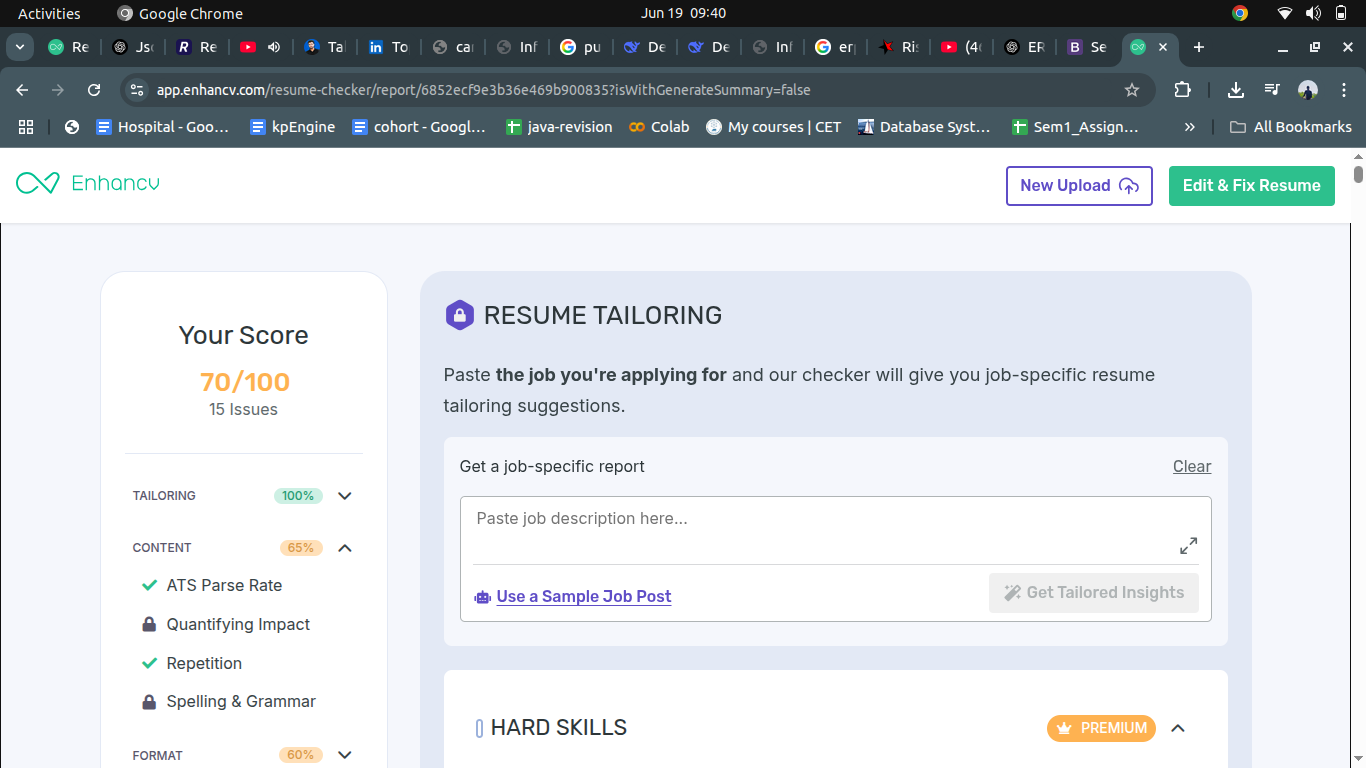 Activities Google Chrome Jun 19 09:40
Re Jso Re Tal To ca Inf pu De De Inf erp Ris (40 ER Se
app.enhancv.com/resume-checker/report/6852ecf9e3b36e469b900835?isWithGenerateSummary=false
Hospital - Goo... kpEngine cohort - Googl... java-revision Colab My courses | CET Database Syst... Sem1_Assign... » All Bookmarks
Enhancv New Upload Edit & Fix Resume
Your Score
70/100
15 Issues
TAILORING 100%
CONTENT 65%
ATS Parse Rate
Quantifying Impact
Repetition
Spelling & Grammar
FORMAT 60%
RESUME TAILORING
Paste the job you're applying for and our checker will give you job-specific resume
tailoring suggestions.
Get a job-specific report Clear
Paste job description here...
Use a Sample Job Post Get Tailored Insights
HARD SKILLS PREMIUM